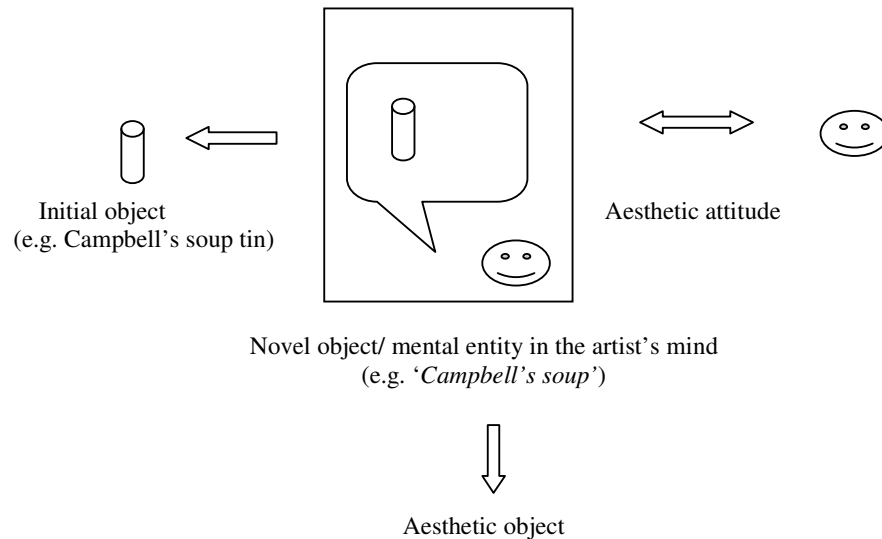 Initial object
(e.g. Campbell's soup tin)
Aesthetic attitude
Novel object/ mental entity in the artist's mind
(e.g. ‘Campbell's soup’)
Aesthetic object